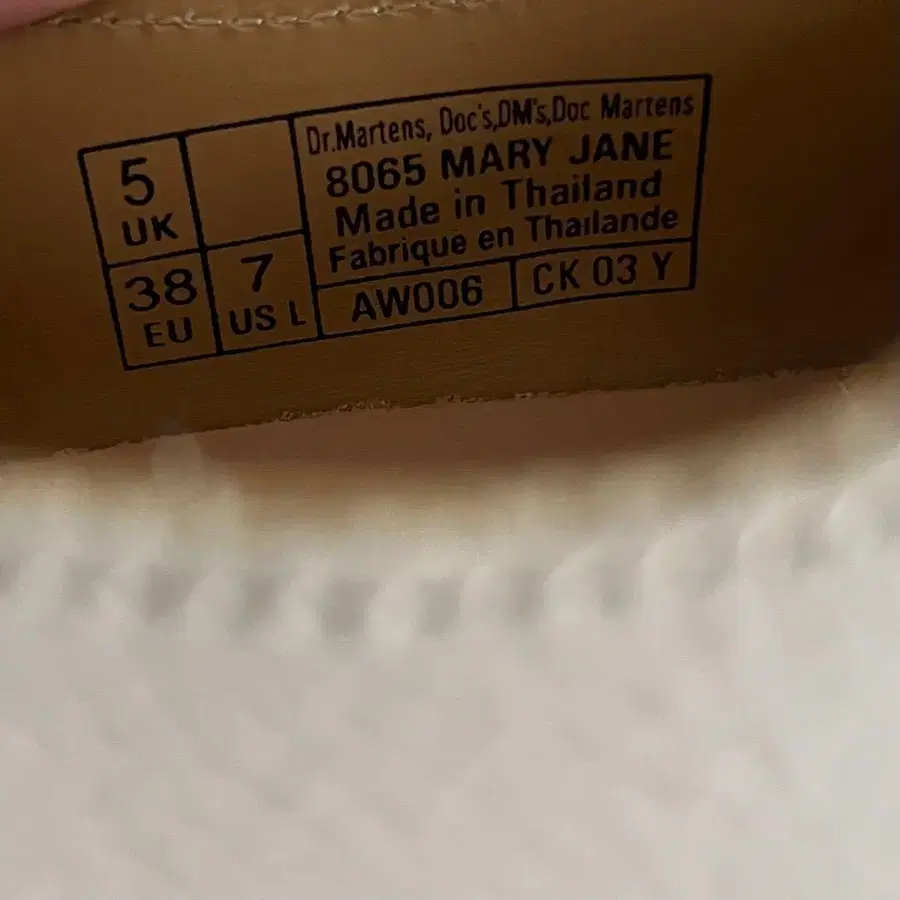 5
UK
38
EU
7
US L
Dr.Martens, Doc's,DM's,Doc Martens
8065 MARY JANE
Made in Thailand
Fabrique en Thaılande
AW006
CK 03 Y